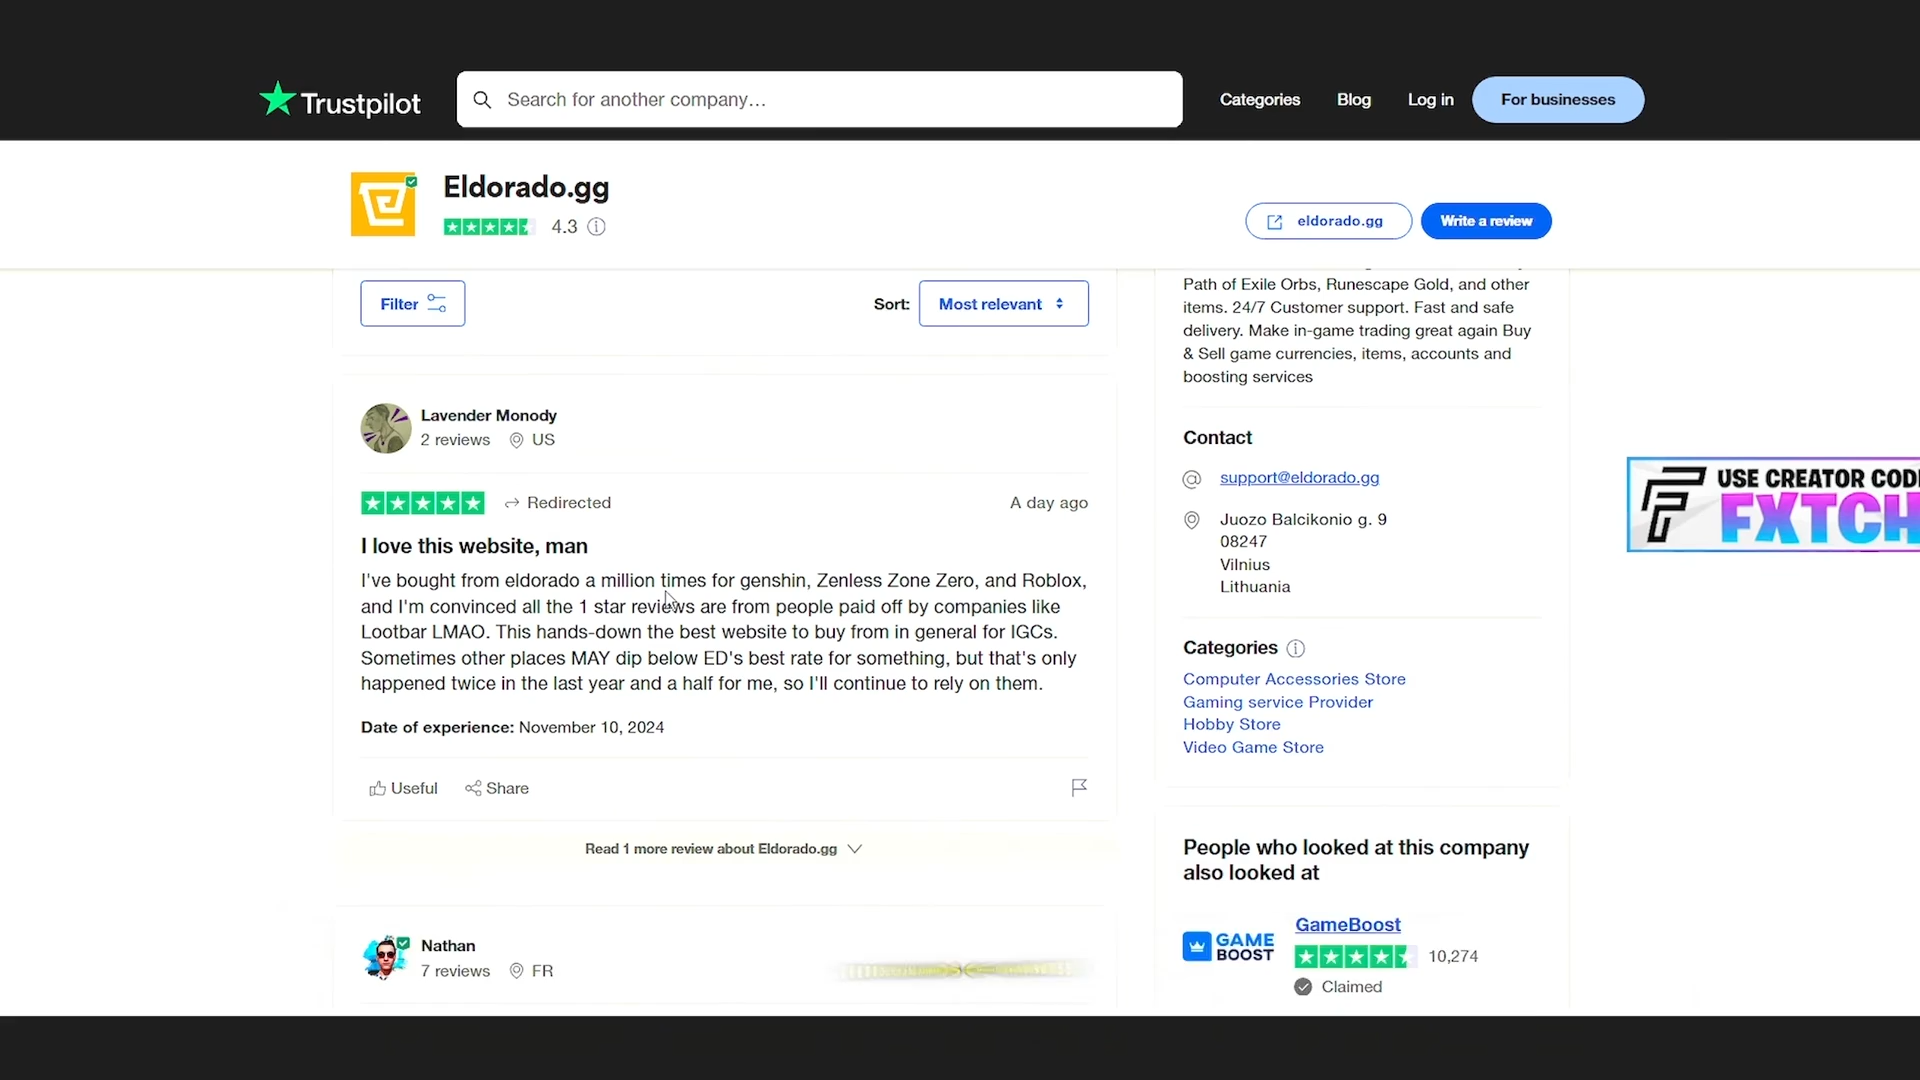 Trustpilot
Search for another company…
Categories
Blog
Log in
For businesses
Eldorado.gg
4.3
eldorado.gg
Write a review
Filter
Sort:
Most relevant
Lavender Monody
2 reviews
US
Redirected
A day ago
I love this website, man
I've bought from eldorado a million times for genshin, Zenless Zone Zero, and Roblox,
and I'm convinced all the 1 star reviews are from people paid off by companies like
Lootbar LMAO. This hands-down the best website to buy from in general for IGCs.
Sometimes other places MAY dip below ED's best rate for something, but that's only
happened twice in the last year and a half for me, so I'll continue to rely on them.
Date of experience: November 10, 2024
Useful
Share
Read 1 more review about Eldorado.gg
Nathan
7 reviews
FR
Path of Exile Orbs, Runescape Gold, and other
items. 24/7 Customer support. Fast and safe
delivery. Make in-game trading great again Buy
& Sell game currencies, items, accounts and
boosting services
Contact
support@eldorado.gg
Juozo Balcikonio g. 9
08247
Vilnius
Lithuania
Categories
Computer Accessories Store
Gaming service Provider
Hobby Store
Video Game Store
People who looked at this company
also looked at
GAME
BOOST
GameBoost
10,274
Claimed
USE CREATOR COD
FXTCH